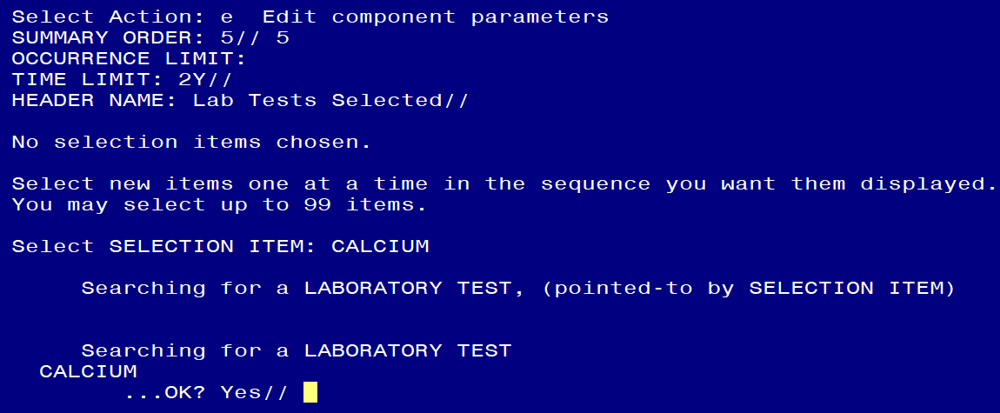 Select Action: e  Edit component parameters
SUMMARY ORDER: 5// 5
OCCURRENCE LIMIT:
TIME LIMIT: 2Y//
HEADER NAME: Lab Tests Selected//
No selection items chosen.
Select new items one at a time in the sequence you want them displayed.
You may select up to 99 items.
Select SELECTION ITEM: CALCIUM
Searching for a LABORATORY TEST, (pointed-to by SELECTION ITEM)
Searching for a LABORATORY TEST
CALCIUM
...OK? Yes//